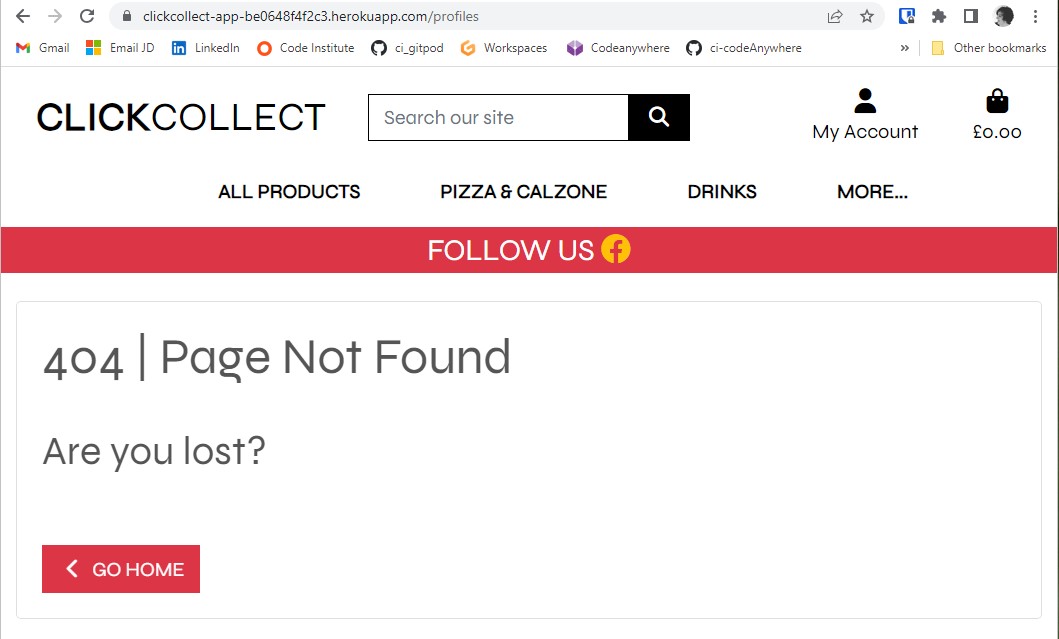 clickcollect-app-be0648f4f2c3.herokuapp.com/profiles
Gmail Email JD LinkedIn Code Institute ci_gitpod Workspaces Codeanywhere ci-codeAnywhere » Other bookmarks
CLICKCOLLECT
Search our site
My Account
£0.00
ALL PRODUCTS PIZZA & CALZONE DRINKS MORE...
FOLLOW US
404 | Page Not Found
Are you lost?
GO HOME